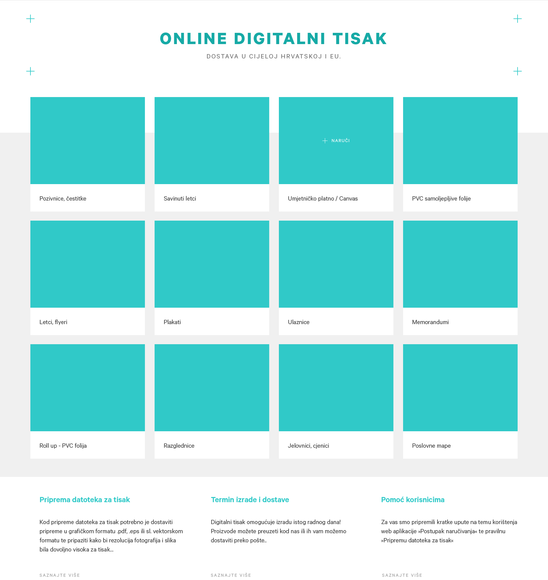 ONLINE DIGITALNI TISAK
DOSTAVA U CIJELOJ HRVATSKOJ I EU.
NARUČI
Pozivnice, čestitke
Savinuti letci
Umjetničko platno / Canvas
PVC samoljepljive folije
Letci, flyeri
Plakati
Ulaznice
Memorandumi
Roll up - PVC folija
Razglednice
Jelovnici, cjenici
Poslovne mape
Priprema datoteka za tisak
Kod pripreme datoteka za tisak potrebno je dostaviti
pripreme u grafičkom formatu .pdf, .eps ili sl. vektorskom
formatu te pripaziti kako bi rezolucija fotografija i slika
bila dovoljno visoka za tisak...
SAZNAJTE VIŠE
Termin izrade i dostave
Digitalni tisak omogućuje izradu istog radnog dana!
Proizvode možete preuzeti kod nas ili ih vam možemo
dostaviti preko pošte..
SAZNAJTE VIŠE
Pomoć korisnicima
Za vas smo pripremili kratke upute na temu korištenja
web aplikacije »Postupak naručivanja« te pravilnu
»Pripremu datoteka za tisak«
SAZNAJTE VIŠE